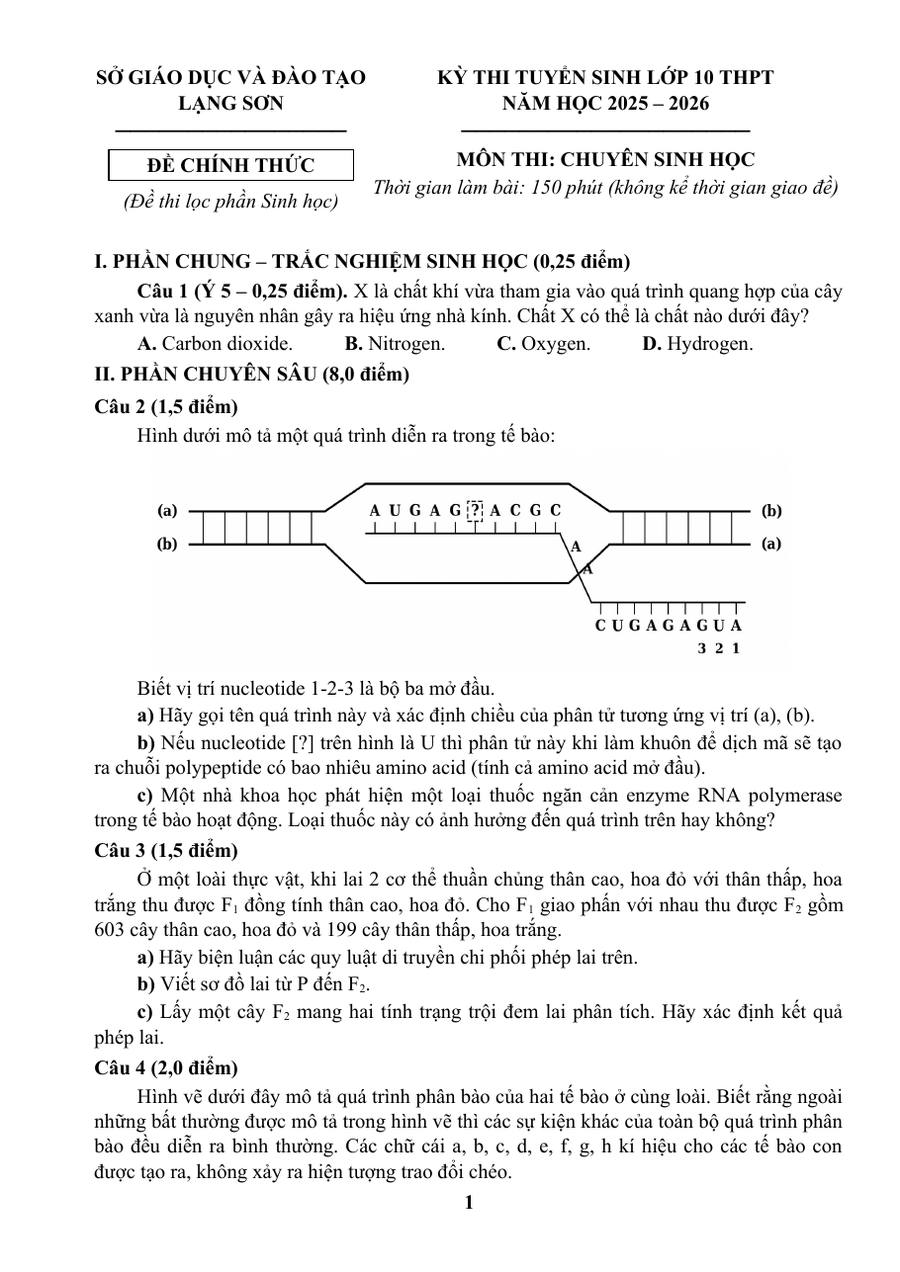 SỞ GIÁO DỤC VÀ ĐÀO TẠO
LẠNG SƠN
ĐỀ CHÍNH THỨC
(Đề thi lọc phần Sinh học)
KỲ THI TUYỂN SINH LỚP 10 THPT
NĂM HỌC 2025 – 2026
MÔN THI: CHUYÊN SINH HỌC
Thời gian làm bài: 150 phút (không kể thời gian giao đề)
I. PHẦN CHUNG – TRẮC NGHIỆM SINH HỌC (0,25 điểm)
Câu 1 (Ý 5 – 0,25 điểm). X là chất khí vừa tham gia vào quá trình quang hợp của cây
xanh vừa là nguyên nhân gây ra hiệu ứng nhà kính. Chất X có thể là chất nào dưới đây?
A. Carbon dioxide. B. Nitrogen. C. Oxygen. D. Hydrogen.
II. PHẦN CHUYÊN SÂU (8,0 điểm)
Câu 2 (1,5 điểm)
Hình dưới mô tả một quá trình diễn ra trong tế bào:
(a) A U G A G ? A C G C (b)
(b) A (a)
A
C U G A G A G U A
3 2 1
Biết vị trí nucleotide 1-2-3 là bộ ba mở đầu.
a) Hãy gọi tên quá trình này và xác định chiều của phân tử tương ứng vị trí (a), (b).
b) Nếu nucleotide [?] trên hình là U thì phân tử này khi làm khuôn để dịch mã sẽ tạo
ra chuỗi polypeptide có bao nhiêu amino acid (tính cả amino acid mở đầu).
c) Một nhà khoa học phát hiện một loại thuốc ngăn cản enzyme RNA polymerase
trong tế bào hoạt động. Loại thuốc này có ảnh hưởng đến quá trình trên hay không?
Câu 3 (1,5 điểm)
Ở một loài thực vật, khi lai 2 cơ thể thuần chủng thân cao, hoa đỏ với thân thấp, hoa
trắng thu được F₁ đồng tính thân cao, hoa đỏ. Cho F₁ giao phấn với nhau thu được F₂ gồm
603 cây thân cao, hoa đỏ và 199 cây thân thấp, hoa trắng.
a) Hãy biện luận các quy luật di truyền chi phối phép lai trên.
b) Viết sơ đồ lai từ P đến F₂.
c) Lấy một cây F₂ mang hai tính trạng trội đem lai phân tích. Hãy xác định kết quả
phép lai.
Câu 4 (2,0 điểm)
Hình vẽ dưới đây mô tả quá trình phân bào của hai tế bào ở cùng loài. Biết rằng ngoài
những bất thường được mô tả trong hình vẽ thì các sự kiện khác của toàn bộ quá trình phân
bào đều diễn ra bình thường. Các chữ cái a, b, c, d, e, f, g, h kí hiệu cho các tế bào con
được tạo ra, không xảy ra hiện tượng trao đổi chéo.
1